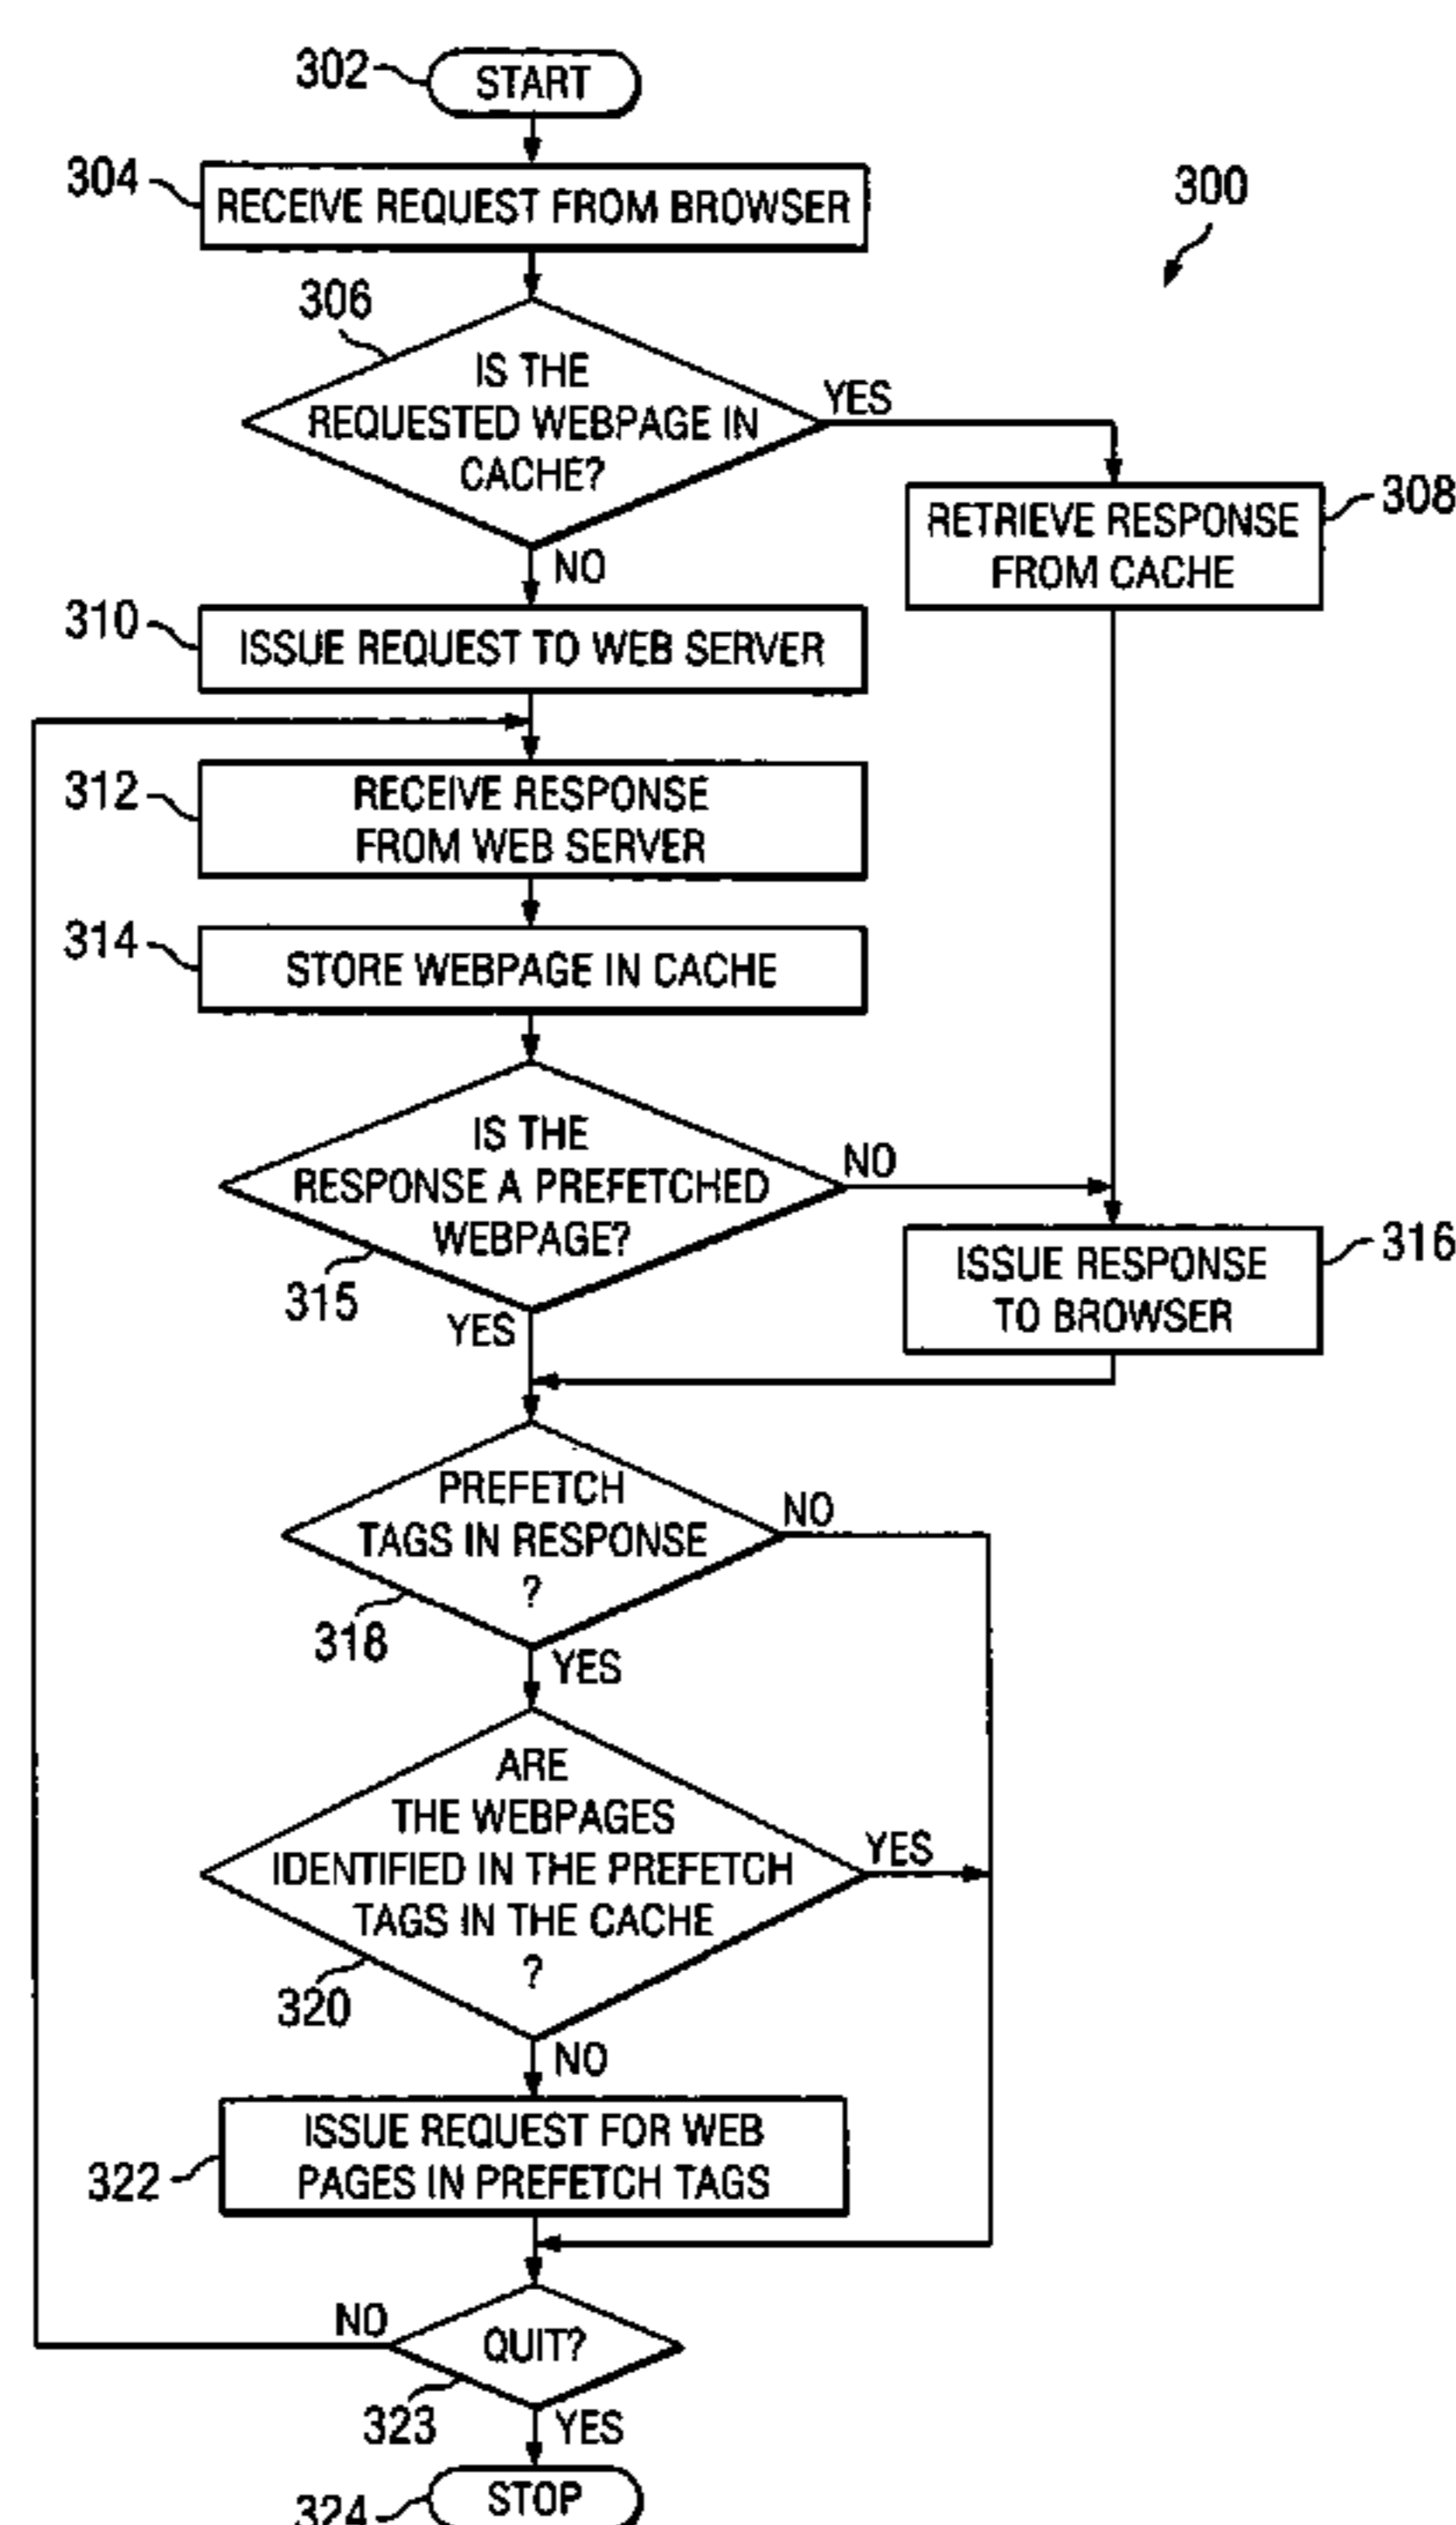 302
START
304
RECEIVE REQUEST FROM BROWSER
300
306
IS THE
REQUESTED WEBPAGE IN
CACHE?
YES
308
RETRIEVE RESPONSE
FROM CACHE
NO
310
ISSUE REQUEST TO WEB SERVER
312
RECEIVE RESPONSE
FROM WEB SERVER
314
STORE WEBPAGE IN CACHE
IS THE
RESPONSE A PREFETCHED
WEBPAGE?
NO
315
YES
316
ISSUE RESPONSE
TO BROWSER
PREFETCH
TAGS IN RESPONSE
?
NO
318
YES
ARE
THE WEBPAGES
IDENTIFIED IN THE PREFETCH
TAGS IN THE CACHE
?
YES
320
NO
322
ISSUE REQUEST FOR WEB
PAGES IN PREFETCH TAGS
NO
QUIT?
323
YES
324
STOP